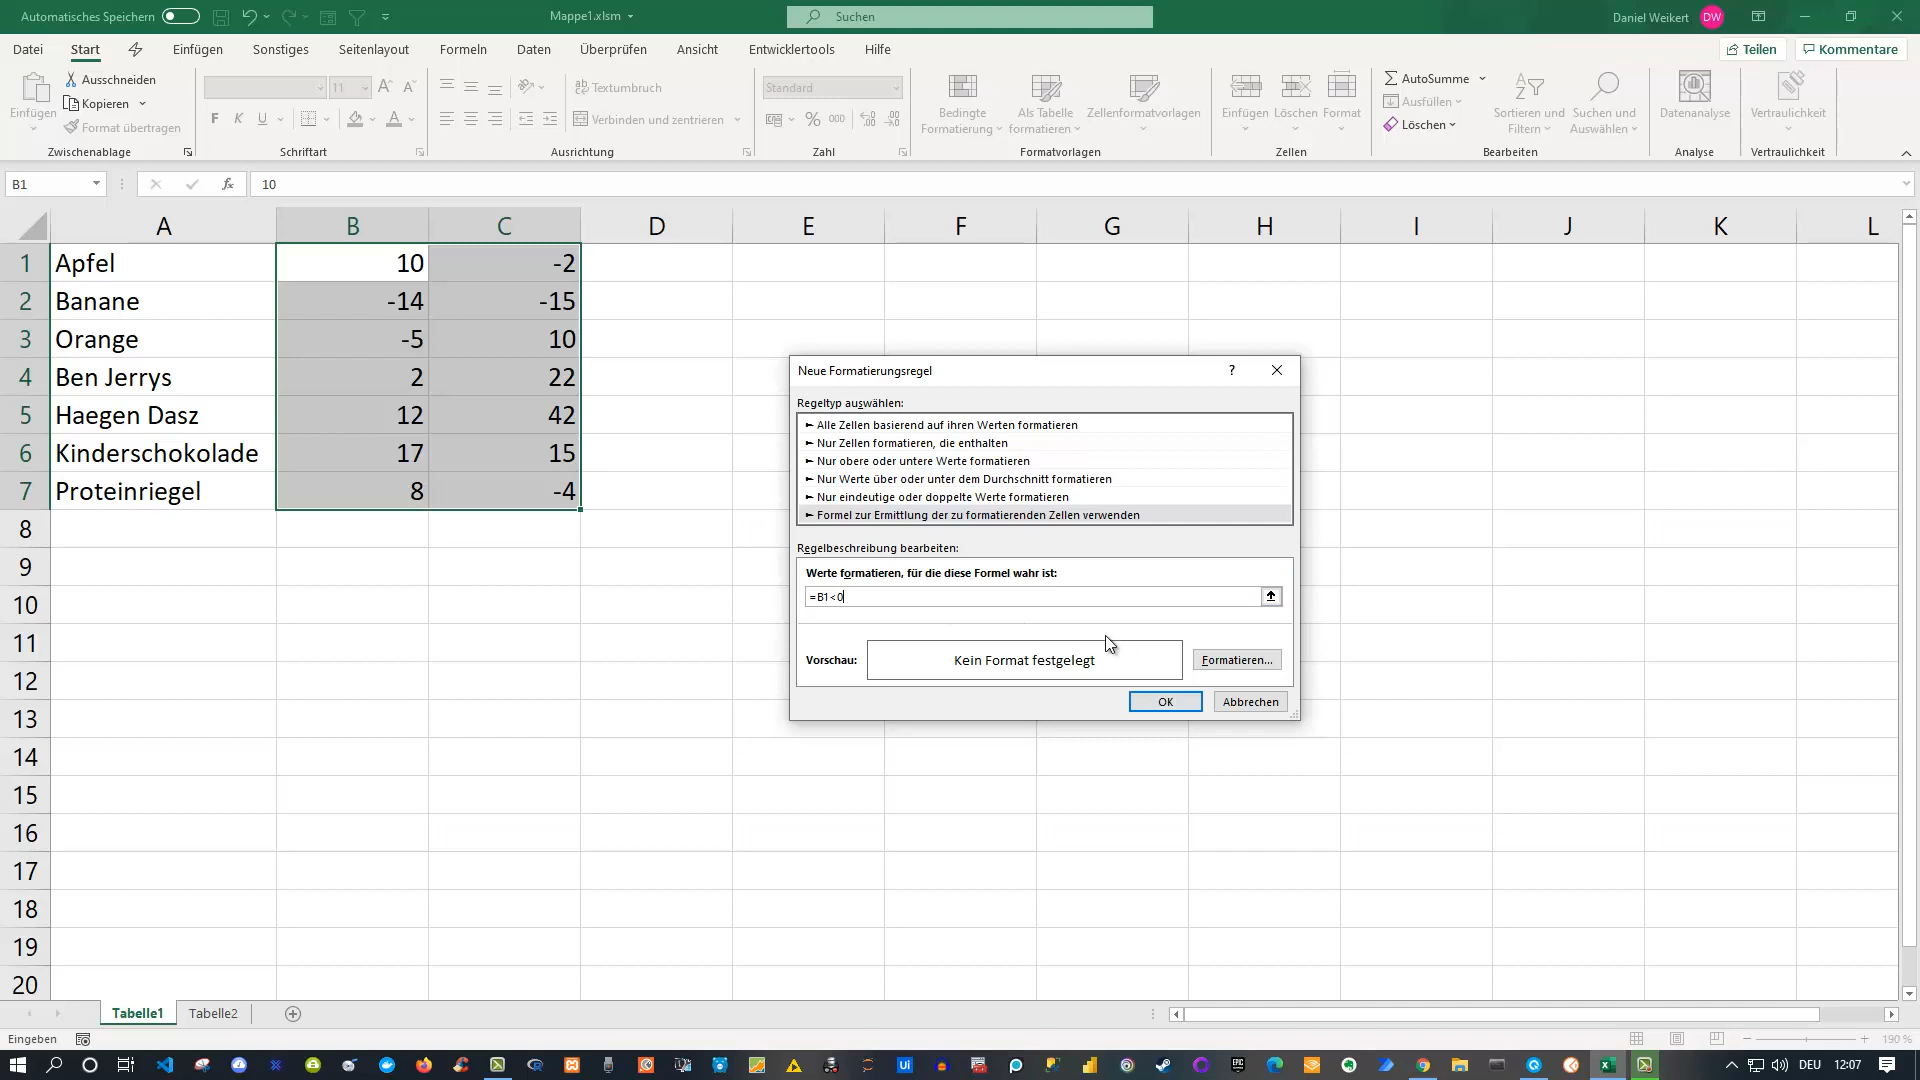 Automatisches Speichern
Mappe1.xlsm
Suchen
Daniel Weikert DW
Datei Start Einfügen Sonstiges Seitenlayout Formeln Daten Überprüfen Ansicht Entwicklertools Hilfe Teilen Kommentare
Einfügen
Ausschneiden
Kopieren
Format übertragen
Zwischenablage
11
F K U
Schriftart
Textumbruch
Verbinden und zentrieren
Ausrichtung
Standard
% 000
Zahl
Bedingte Formatierung
Als Tabelle formatieren
Zellenformatvorlagen
Formatvorlagen
Einfügen Löschen Format
Zellen
AutoSumme
Ausfüllen
Löschen
Sortieren und Filtern
Suchen und Auswählen
Bearbeiten
Datenanalyse
Analyse
Vertraulichkeit
Vertraulichkeit
B1 fx 10
A B C D E F G H I J K L
1 Apfel 10 -2
2 Banane -14 -15
3 Orange -5 10
4 Ben Jerrys 2 22
5 Haegen Dasz 12 42
6 Kinderschokolade 17 15
7 Proteinriegel 8 -4
8
9
10
11
12
13
14
15
16
17
18
19
20
Neue Formatierungsregel ?
Regeltyp auswählen:
► Alle Zellen basierend auf ihren Werten formatieren
► Nur Zellen formatieren, die enthalten
► Nur obere oder untere Werte formatieren
► Nur Werte über oder unter dem Durchschnitt formatieren
► Nur eindeutige oder doppelte Werte formatieren
► Formel zur Ermittlung der zu formatierenden Zellen verwenden
Regelbeschreibung bearbeiten:
Werte formatieren, für die diese Formel wahr ist:
=B1<0
Vorschau: Kein Format festgelegt Formatieren...
OK Abbrechen
Tabelle1 Tabelle2
Eingeben
190 %
DEU 12:07